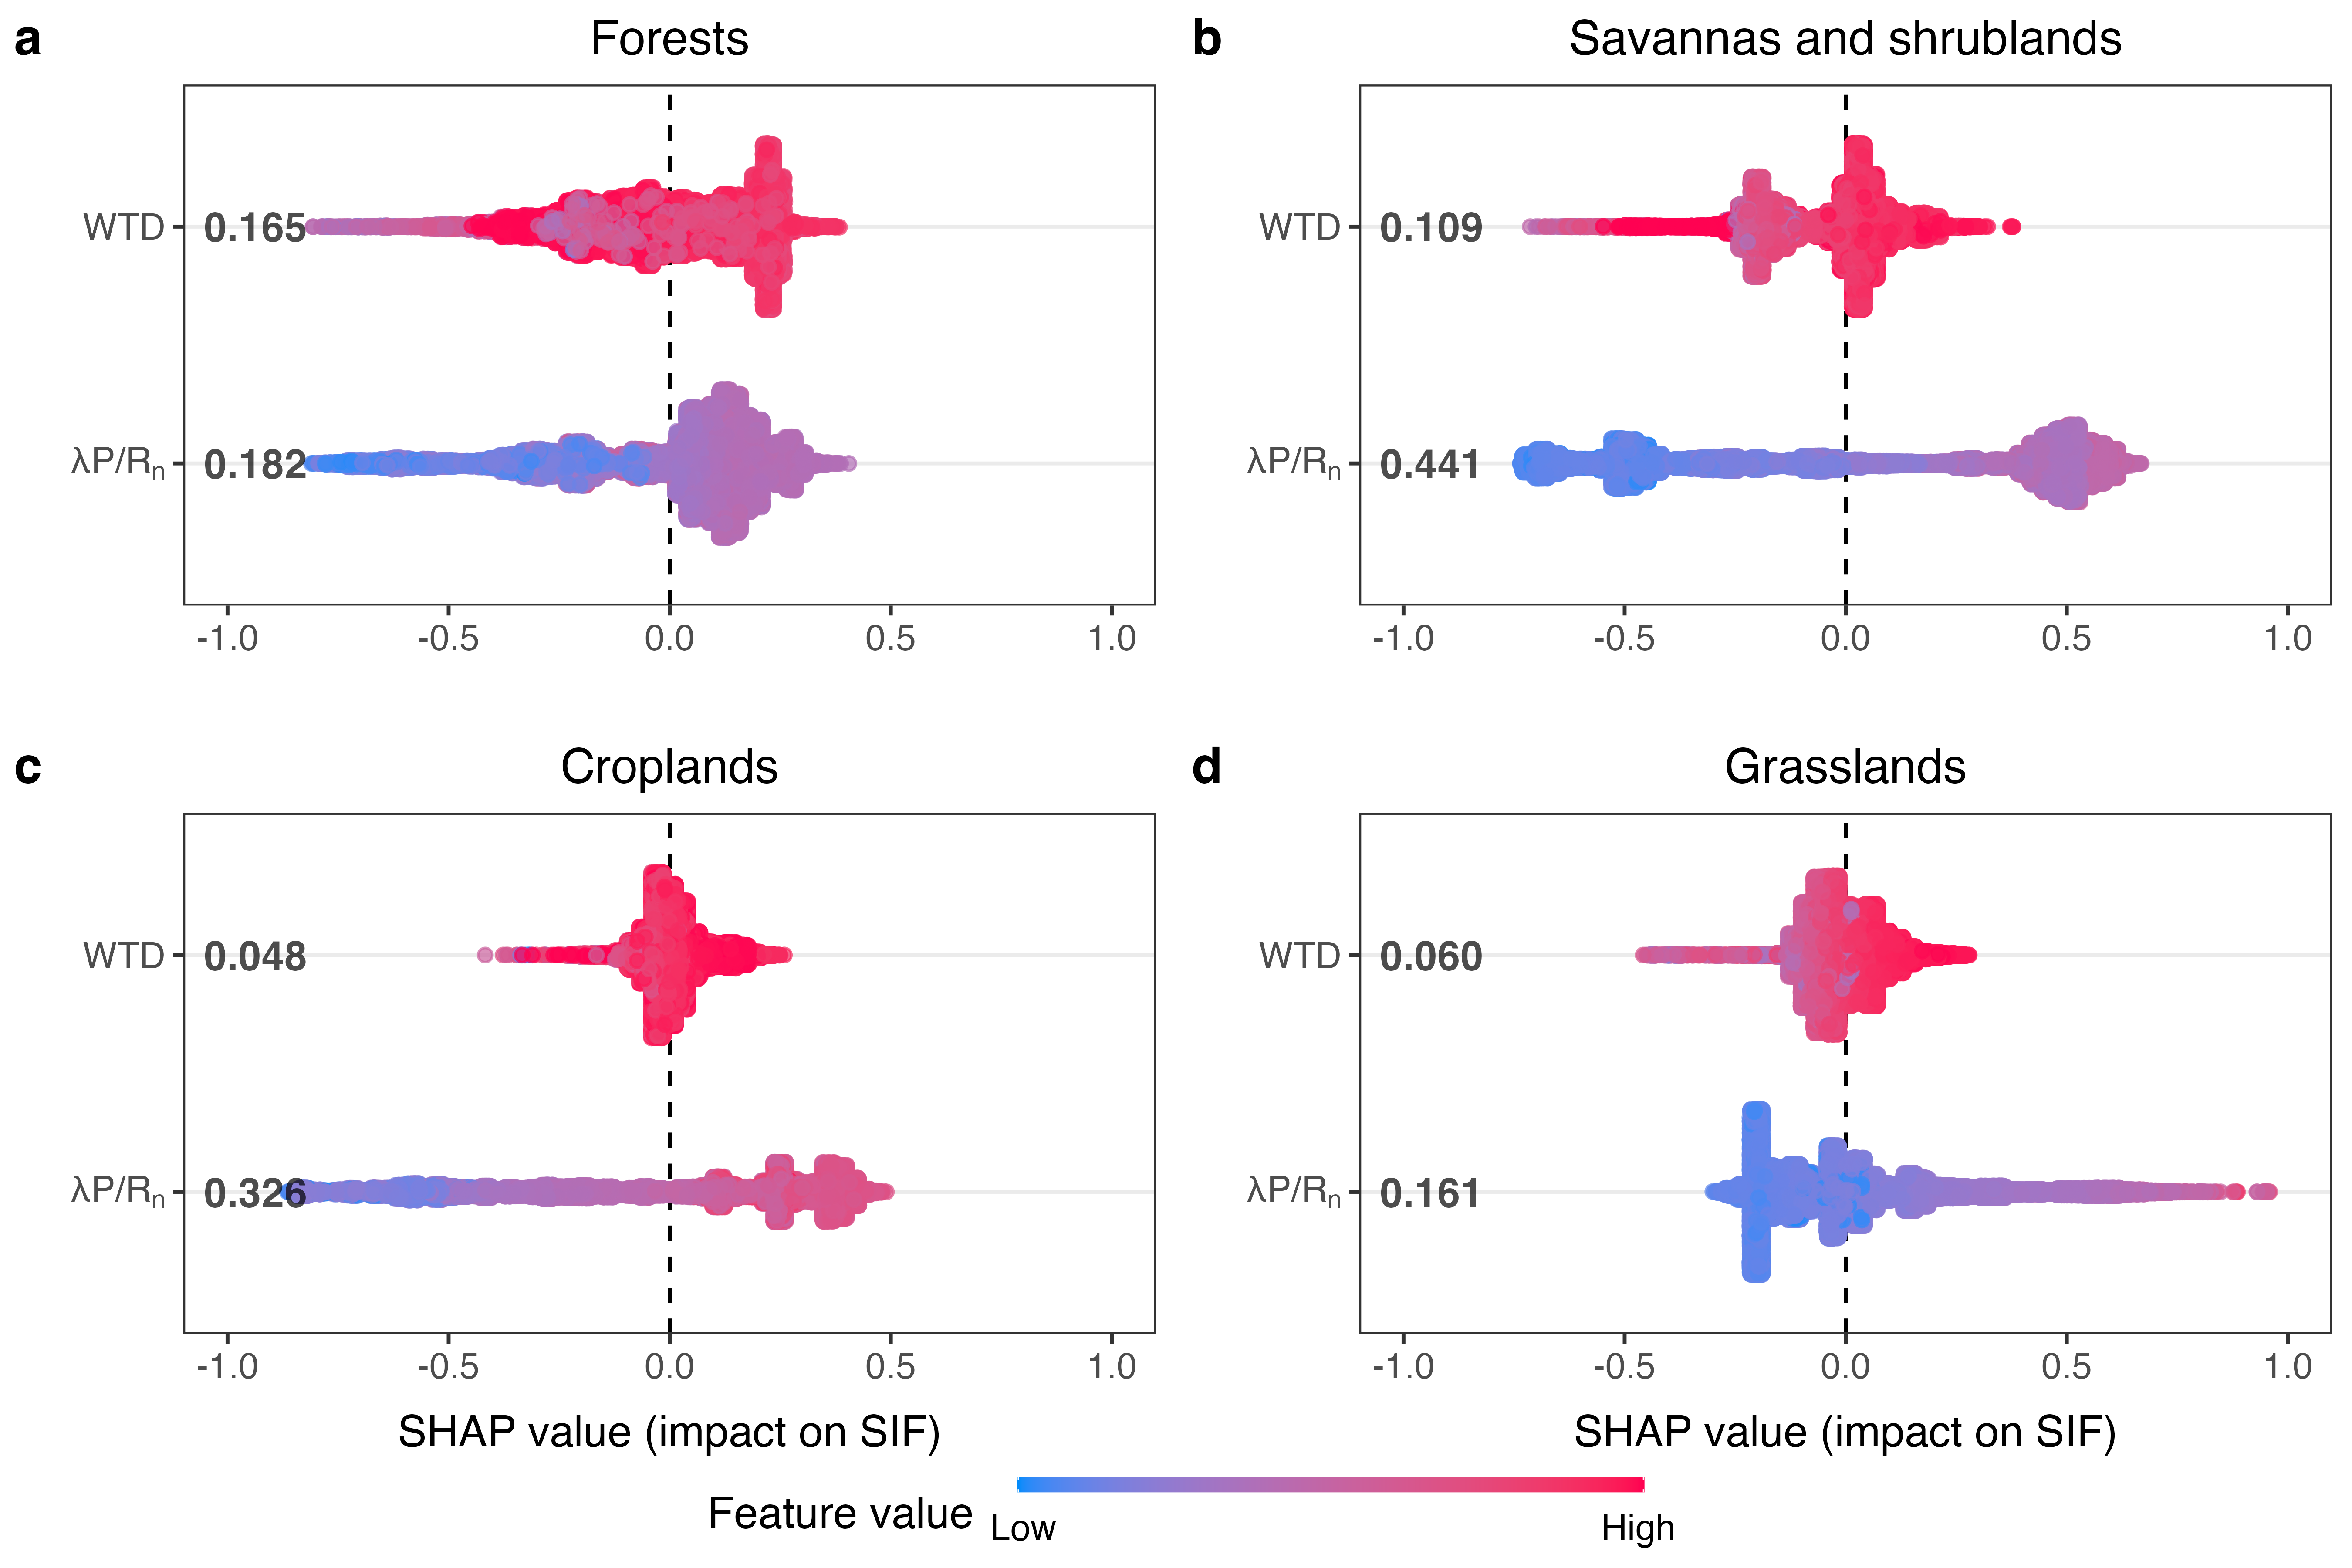 a
Forests
WTD
0.165
λP/Rn
0.182
-1.0 -0.5 0.0 0.5 1.0
b
Savannas and shrublands
WTD
0.109
λP/Rn
0.441
-1.0 -0.5 0.0 0.5 1.0
c
Croplands
WTD
0.048
λP/Rn
0.326
-1.0 -0.5 0.0 0.5 1.0
SHAP value (impact on SIF)
d
Grasslands
WTD
0.060
λP/Rn
0.161
-1.0 -0.5 0.0 0.5 1.0
SHAP value (impact on SIF)
Feature value
Low High